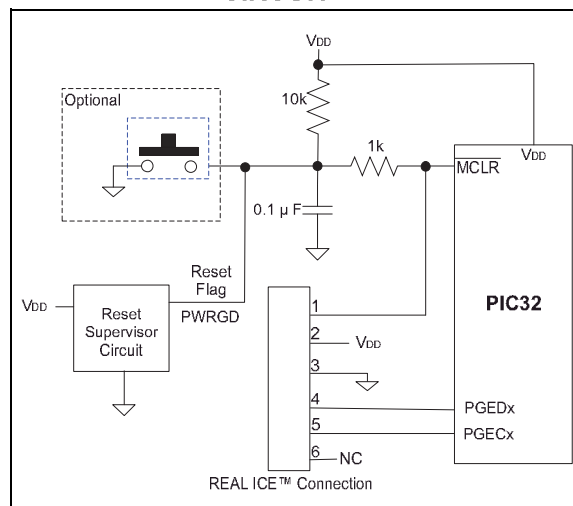 VDD
Optional
10k
1k
VDD
MCLR
0.1 µ F
Reset
Flag
VDD
Reset
Supervisor
Circuit
PWRGD
1
2
VDD
3
4
5
6
NC
PIC32
PGEDx
PGECx
REAL ICE™ Connection